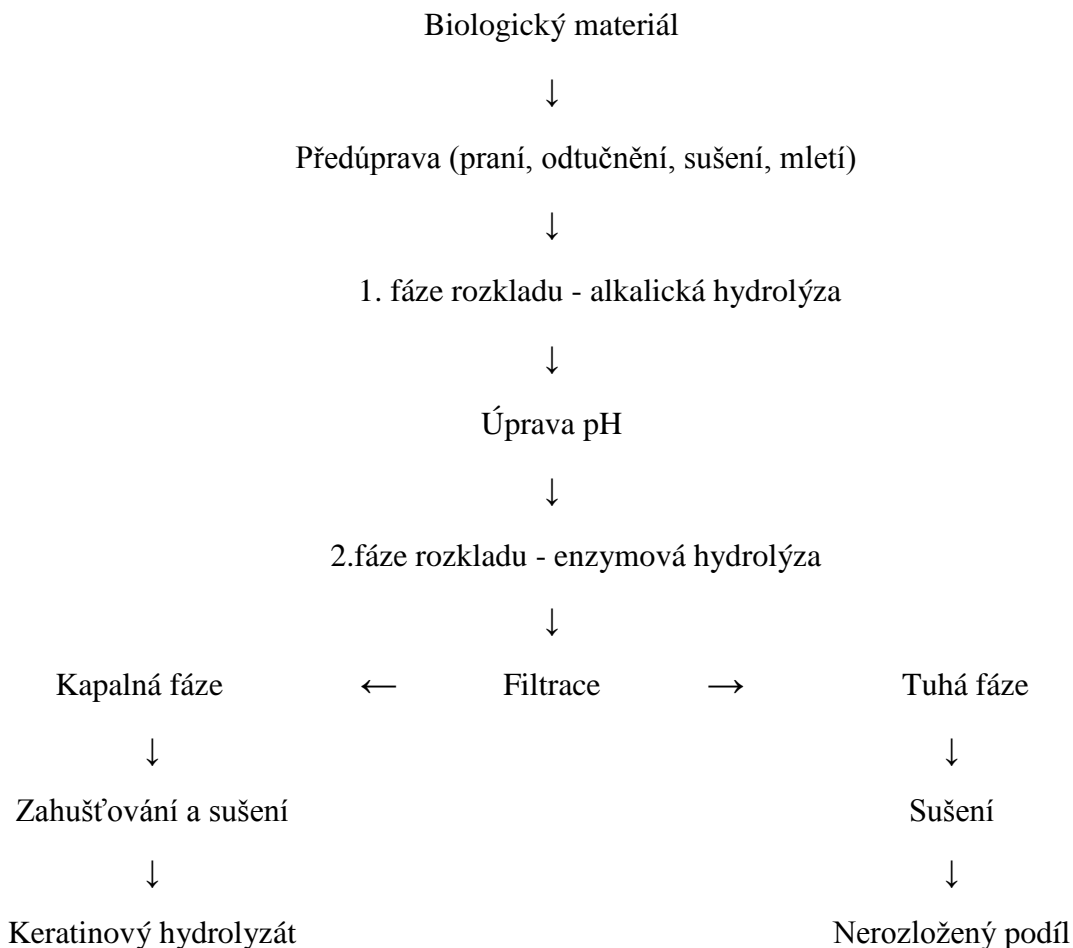 Biologický materiál
↓
Předúprava (praní, odtučnění, sušení, mletí)
↓
1. fáze rozkladu - alkalická hydrolýza
↓
Úprava pH
↓
2.fáze rozkladu - enzymová hydrolýza
↓
Kapalná fáze ← Filtrace → Tuhá fáze
↓ ↓
Zahušťování a sušení Sušení
↓ ↓
Keratinový hydrolyzát Nerozložený podíl